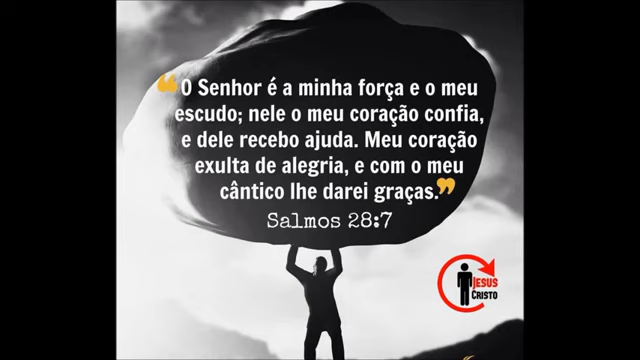 “O Senhor é a minha força e o meu
escudo; nele o meu coração confia,
e dele recebo ajuda. Meu coração
exulta de alegria, e com o meu
cântico lhe darei graças.”
Salmos 28:7
JESUS
CRISTO